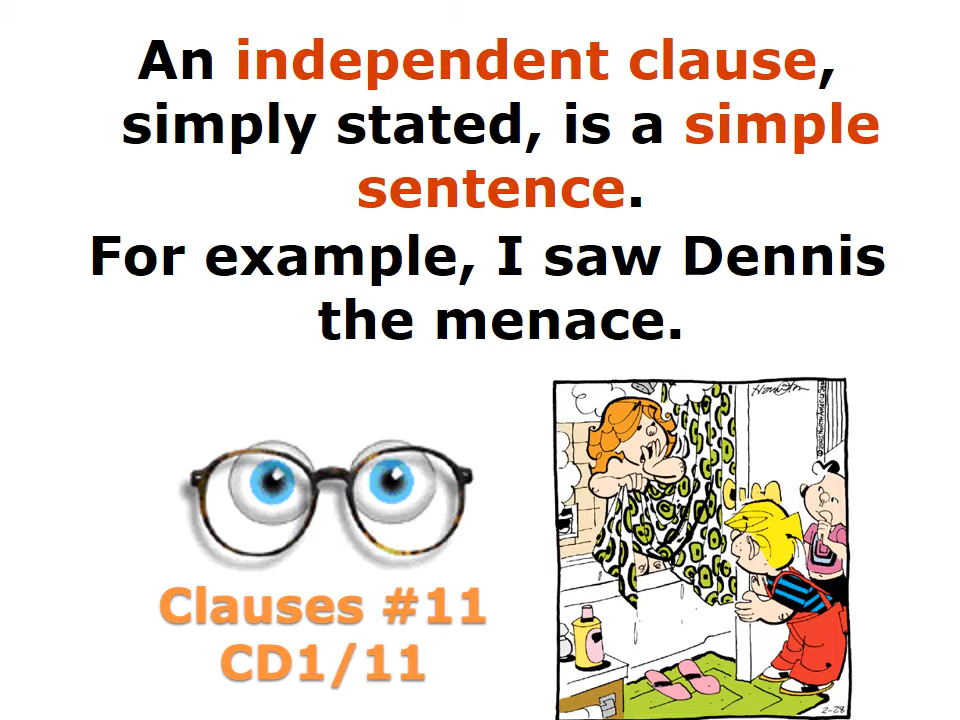 An independent clause,
simply stated, is a simple
sentence.
For example, I saw Dennis
the menace.
Clauses #11
CD1/11
2-28